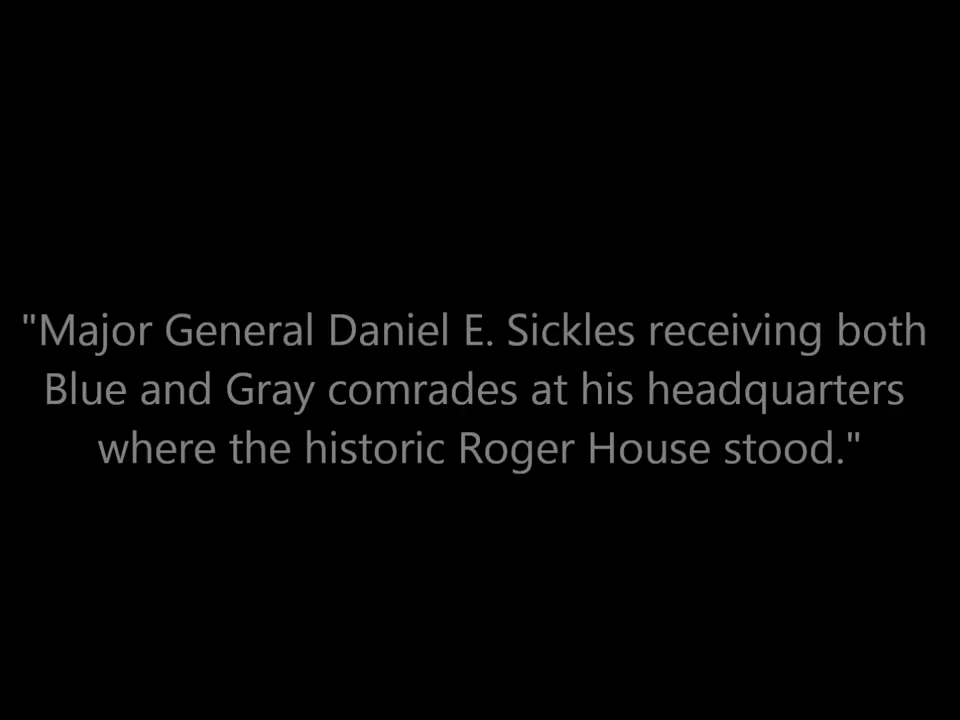 "Major General Daniel E. Sickles receiving both
Blue and Gray comrades at his headquarters
where the historic Roger House stood."